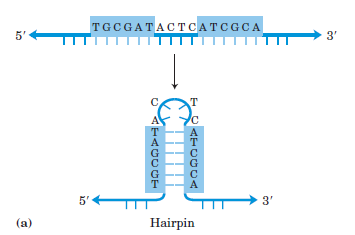 TGCGATACTCATCGCA
5′ 3′
C T
A C
T A
A T
G C
C G
G C
T A
5′ 3′
(a) Hairpin